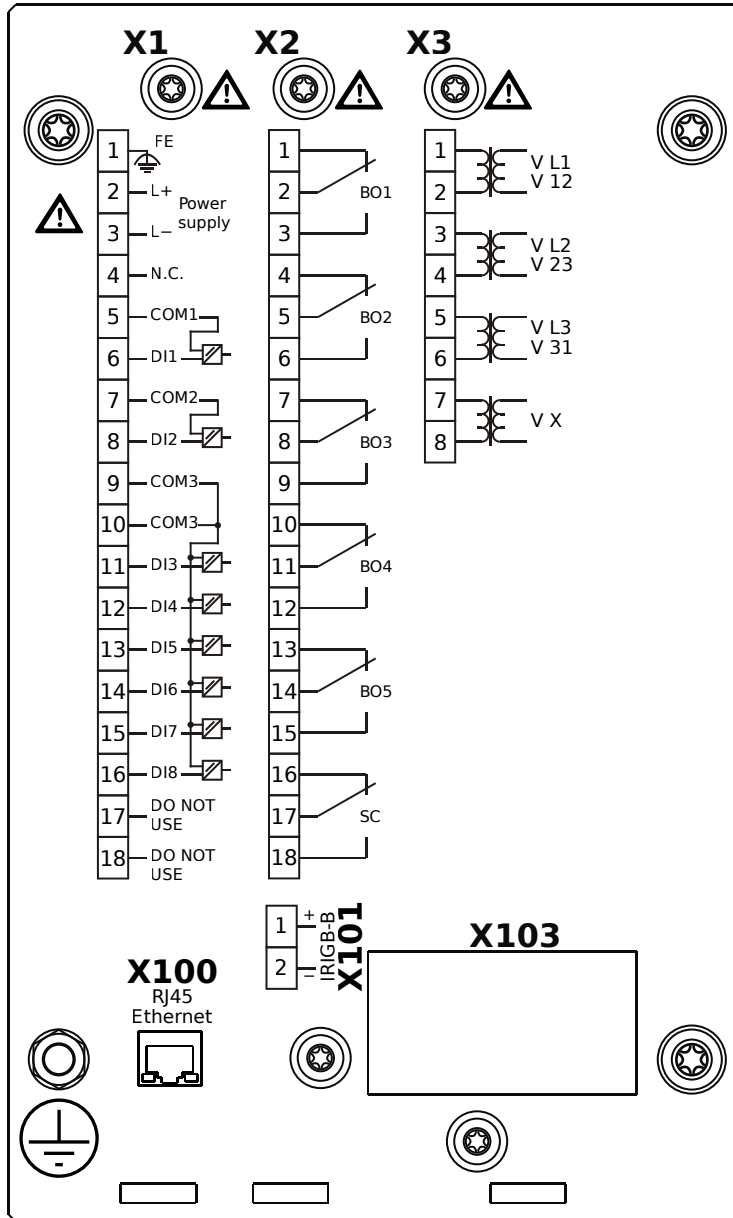 X1
X2
X3
1
FE
2
L+
Power
supply
3
L−
4
N.C.
5
COM1
6
DI1
7
COM2
8
DI2
9
COM3
10
COM3
11
DI3
12
DI4
13
DI5
14
DI6
15
DI7
16
DI8
17
DO NOT
USE
18
DO NOT
USE
1
2
BO1
3
4
5
BO2
6
7
8
BO3
9
10
11
BO4
12
13
14
BO5
15
16
17
SC
18
1
V L1
2
V 12
3
V L2
4
V 23
5
V L3
6
V 31
7
V X
8
1
+
2
−
IRIGB-B
X101
X103
X100
RJ45
Ethernet